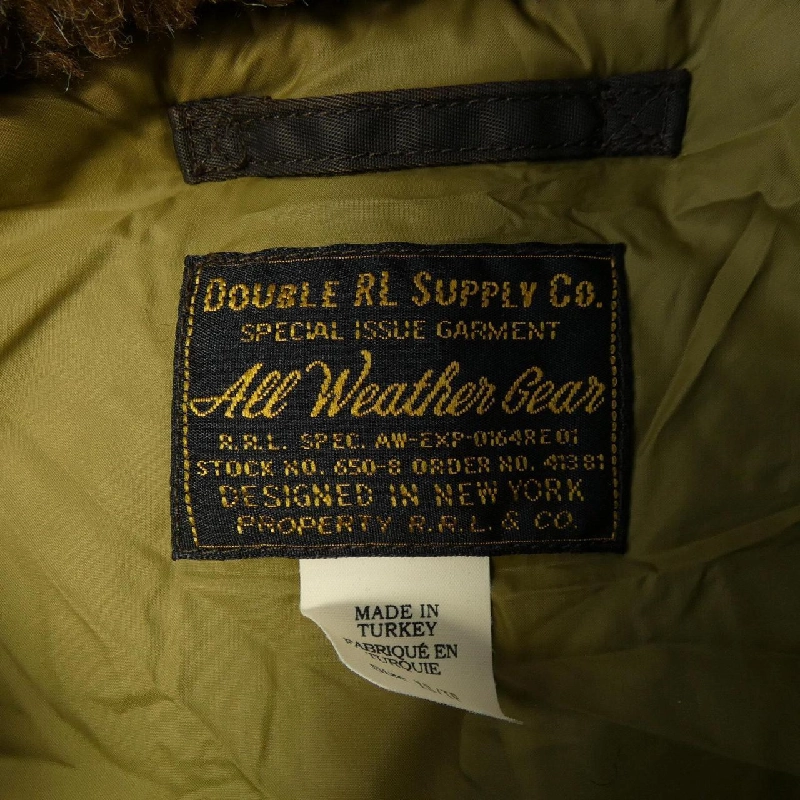 DOUBLE RL SUPPLY CO.
SPECIAL ISSUE GARMENT
All Weather Gear
R.R.L. SPEC. AW-EXP-0164RE01
STOCK NO. 650-8 ORDER NO. 41381
DESIGNED IN NEW YORK
PROPERTY R.R.L. & CO.
MADE IN
TURKEY
FABRIQUÉ EN
TURQUIE